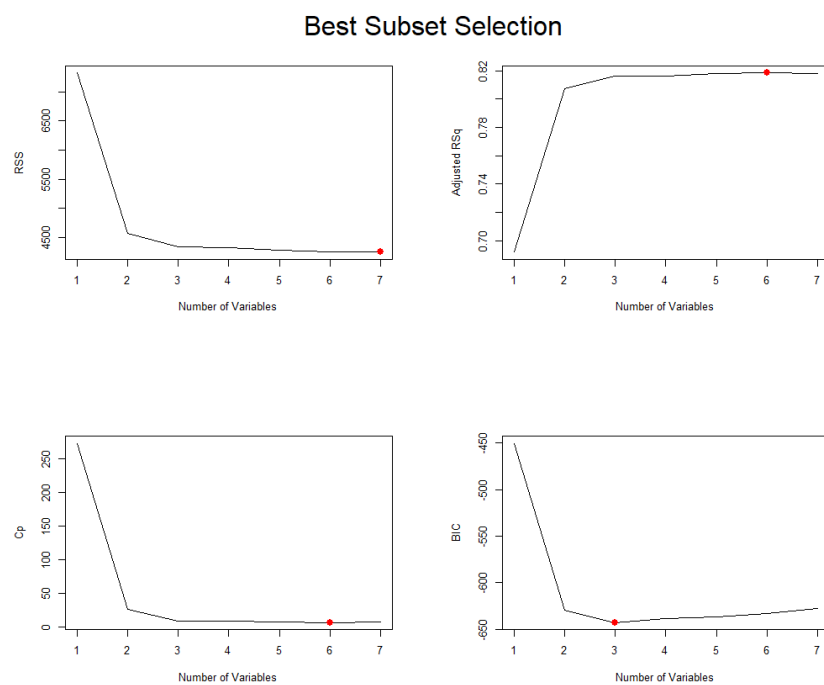 Best Subset Selection
RSS
4500 5500 6500
1 2 3 4 5 6 7
Number of Variables
Adjusted RSq
0.70 0.74 0.78 0.82
1 2 3 4 5 6 7
Number of Variables
Cp
0 50 100 150 200 250
1 2 3 4 5 6 7
Number of Variables
BIC
-650 -600 -550 -500 -450
1 2 3 4 5 6 7
Number of Variables